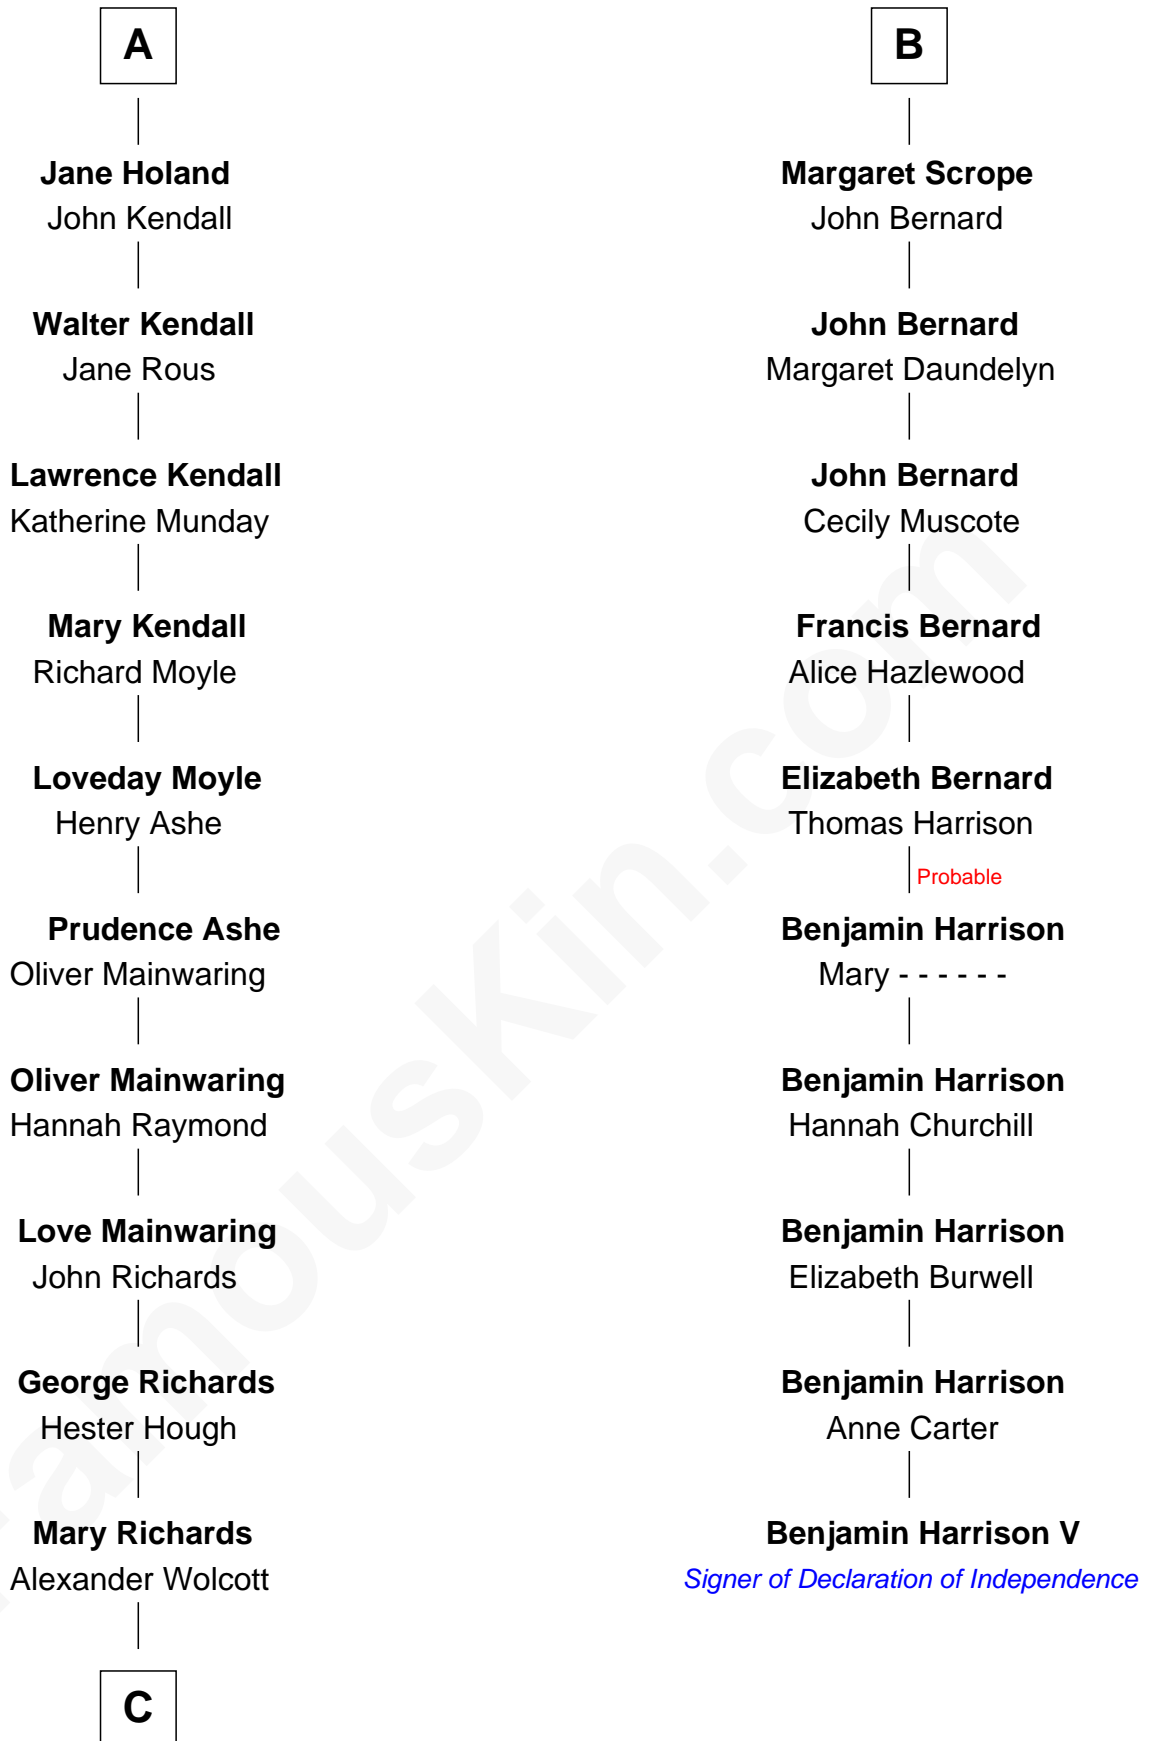 A
Jane Holand
John Kendall
Walter Kendall
Jane Rous
Lawrence Kendall
Katherine Munday
Mary Kendall
Richard Moyle
Loveday Moyle
Henry Ashe
Prudence Ashe
Oliver Mainwaring
Oliver Mainwaring
Hannah Raymond
Love Mainwaring
John Richards
George Richards
Hester Hough
Mary Richards
Alexander Wolcott
C
B
Margaret Scrope
John Bernard
John Bernard
Margaret Daundelyn
John Bernard
Cecily Muscote
Francis Bernard
Alice Hazlewood
Elizabeth Bernard
Thomas Harrison
Probable
Benjamin Harrison
Mary - - - - - -
Benjamin Harrison
Hannah Churchill
Benjamin Harrison
Elizabeth Burwell
Benjamin Harrison
Anne Carter
Benjamin Harrison V
Signer of Declaration of Independence
FamousKin.com